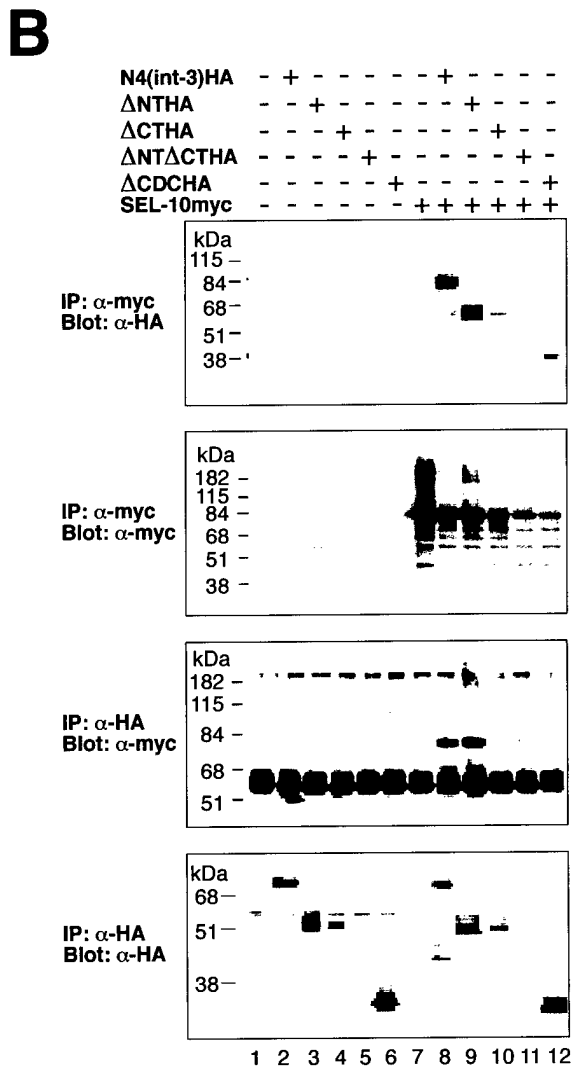 B
N4(int-3)HA - + - - - - - + - - - -
ΔNTHA - - + - - - - - + - - -
ΔCTHA - - - + - - - - - + - -
ΔNTΔCTHA - - - - + - - - - - + -
ΔCDCHA - - - - - + - - - - - +
SEL-10myc - - - - - - + + + + + +
kDa
115 –
84 –
68 –
51 –
38 –
IP: α-myc
Blot: α-HA
kDa
182 –
115 –
84 –
68 –
51 –
38 –
IP: α-myc
Blot: α-myc
kDa
182 –
115 –
84 –
68 –
51 –
IP: α-HA
Blot: α-myc
kDa
68 –
51 –
38 –
IP: α-HA
Blot: α-HA
1 2 3 4 5 6 7 8 9 10 11 12